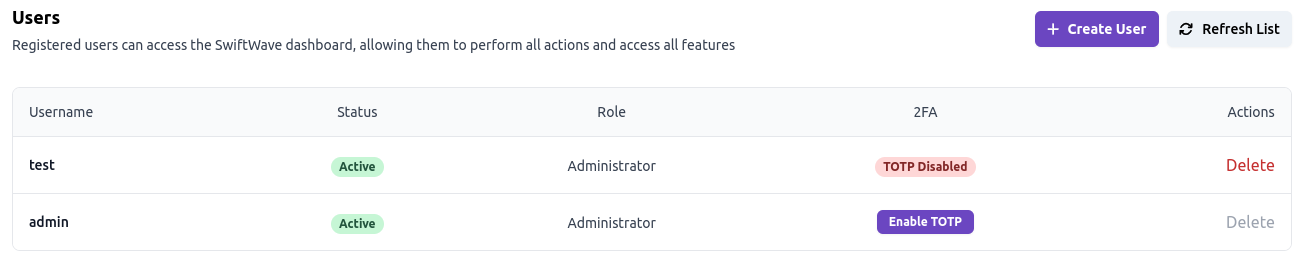 Users
Registered users can access the SwiftWave dashboard, allowing them to perform all actions and access all features
Create User
Refresh List
Username Status Role 2FA Actions
test Active Administrator TOTP Disabled Delete
admin Active Administrator Enable TOTP Delete